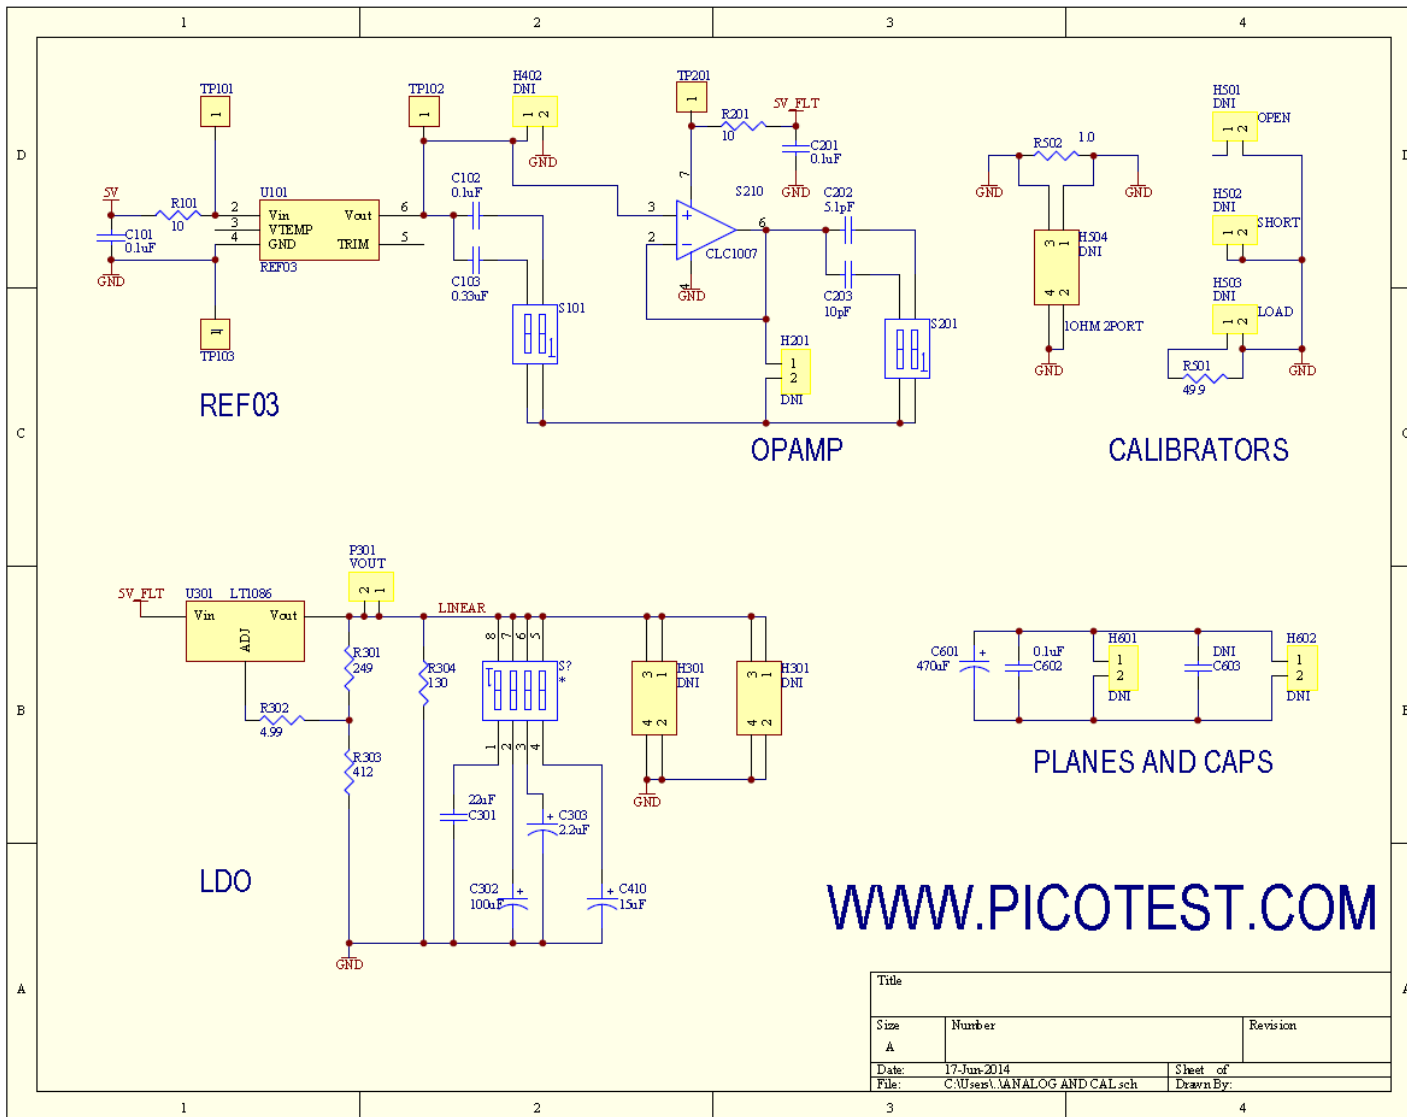 1 2 3 4
D
TP101
1
TP102
1
H402
DNI
1 2
GND
TP201
1
R201
10
5V_FLT
C201
0.1uF
GND
H501
DNI
1 2
OPEN
R502
1.0
GND
GND
5V
R101
10
C101
0.1uF
GND
U101
2
3
4
Vin
VTEMP
GND
Vout
TRIM
6
5
REF03
C102
0.1uF
C103
0.33uF
7
S210
3
2
6
4
CLC1007
GND
C202
5.1pF
C203
10pF
H502
DNI
1 2
SHORT
3 1
4 2
H504
DNI
1OHM 2PORT
GND
H503
DNI
1 2
LOAD
R501
49.9
GND
TP103
S101
1
H201
1
2
DNI
S201
1
REF03
C
OPAMP
CALIBRATORS
P301
VOUT
2 1
5V_FLT
U301 LT1086
Vin
Vout
ADJ
LINEAR
R301
249
R304
130
R302
4.99
R303
412
8 7 6 5
S?
*
1
1 2 3 4
3 1
4 2
H301
DNI
3 1
4 2
H301
DNI
GND
B
C601
470uF
0.1uF
C602
H601
1
2
DNI
DNI
C603
H602
1
2
DNI
PLANES AND CAPS
22uF
C301
C303
2.2uF
C302
100uF
C410
15uF
GND
LDO
WWW.PICOTEST.COM
A
Title
Size
A
Number
Revision
Date: 17-Jun-2014
Sheet of
File: C:\Users\..\ANALOG AND CAL.sch
Drawn By:
1 2 3 4